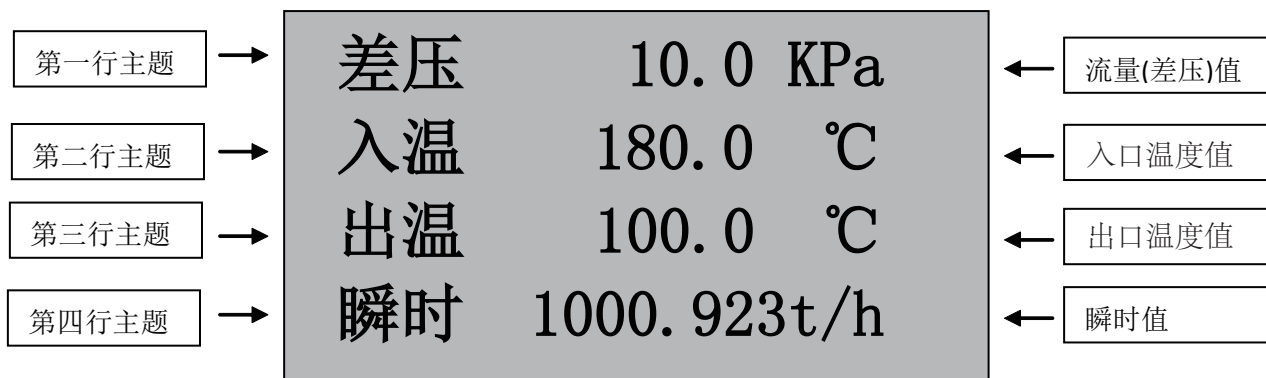 第一行主题 差压 10.0 KPa 流量(差压)值
第二行主题 入温 180.0 ℃ 入口温度值
第三行主题 出温 100.0 ℃ 出口温度值
第四行主题 瞬时 1000.923t/h 瞬时值